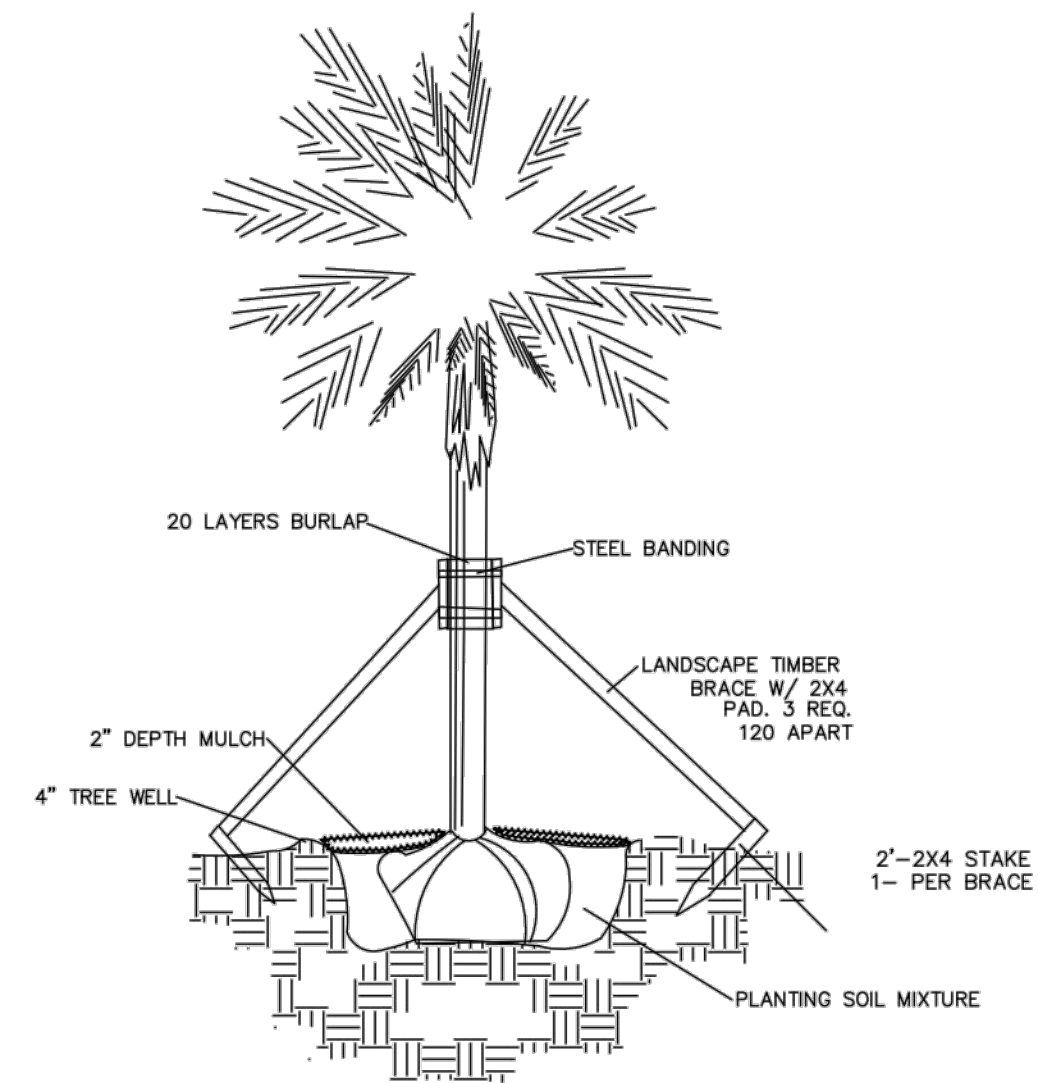 20 LAYERS BURLAP
STEEL BANDING
LANDSCAPE TIMBER
BRACE W/ 2X4
PAD. 3 REQ.
120 APART
2" DEPTH MULCH
4" TREE WELL
2'-2X4 STAKE
1- PER BRACE
PLANTING SOIL MIXTURE